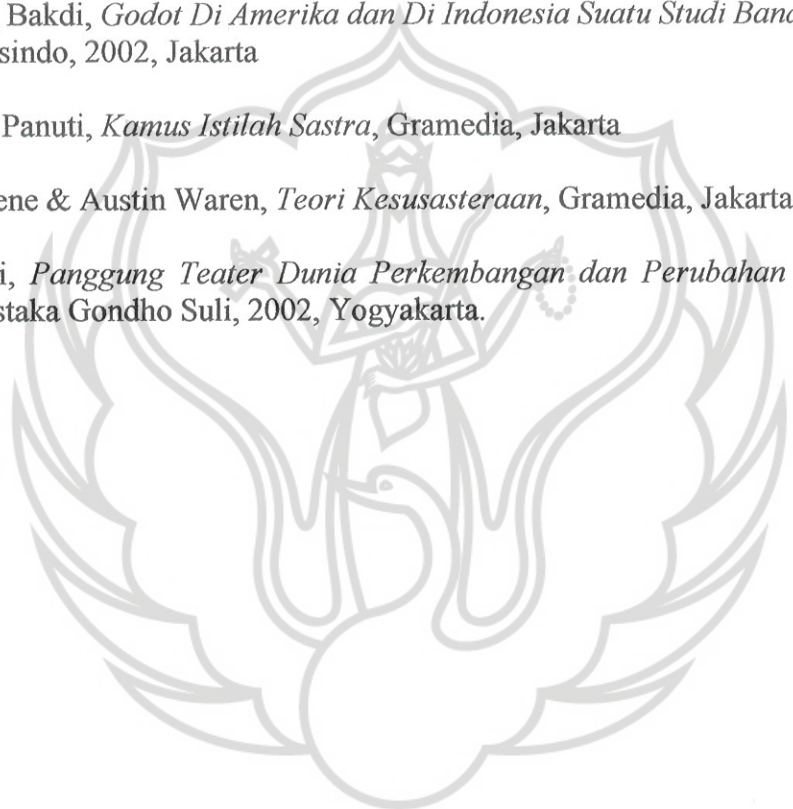 Bakdi, Godot Di Amerika dan Di Indonesia Suatu Studi Banc
sindo, 2002, Jakarta
Panuti, Kamus Istilah Sastra, Gramedia, Jakarta
ene & Austin Waren, Teori Kesusasteraan, Gramedia, Jakarta
i, Panggung Teater Dunia Perkembangan dan Perubahan
staka Gondho Suli, 2002, Yogyakarta.